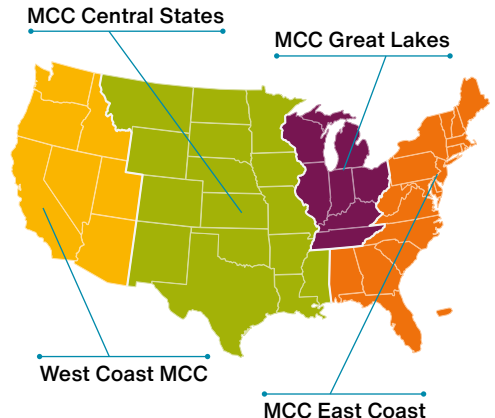 MCC Central States
MCC Great Lakes
West Coast MCC
MCC East Coast